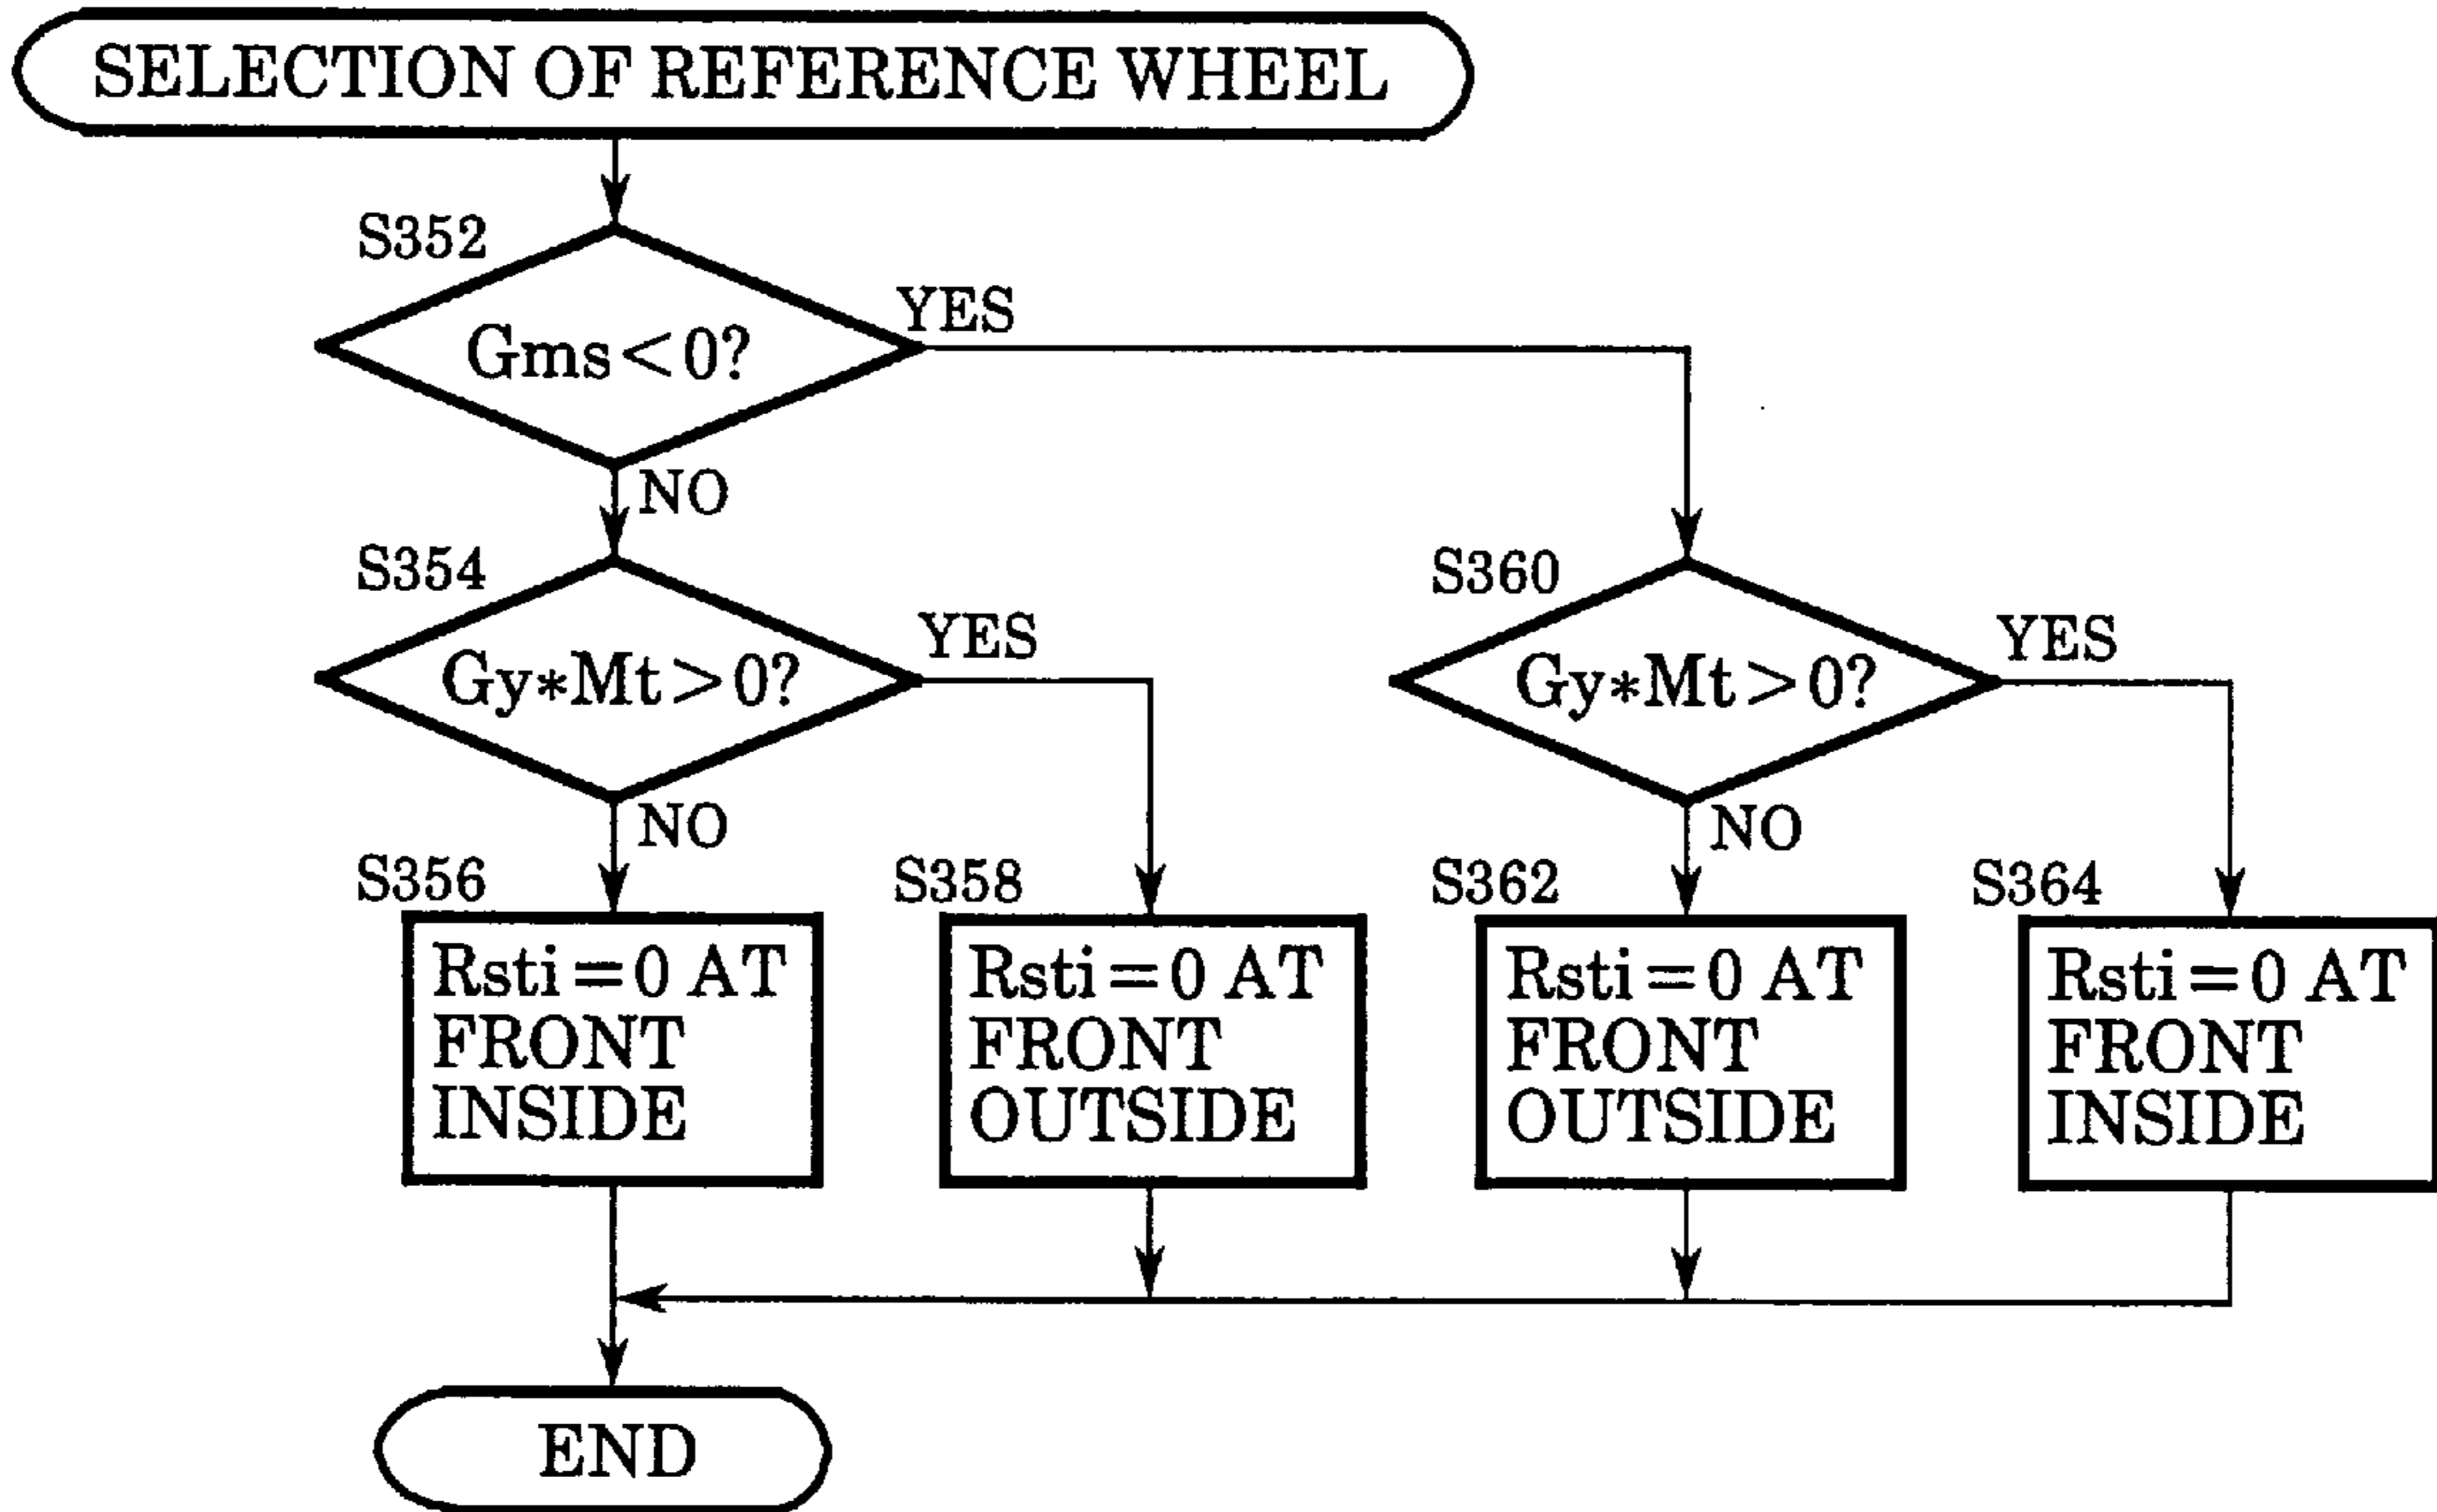 SELECTION OF REFERENCE WHEEL
S352
Gms<0?
YES
NO
S354
Gy*Mt>0?
YES
NO
S360
Gy*Mt>0?
YES
NO
S356
Rsti=0 AT
FRONT
INSIDE
S358
Rsti=0 AT
FRONT
OUTSIDE
S362
Rsti=0 AT
FRONT
OUTSIDE
S364
Rsti=0 AT
FRONT
INSIDE
END